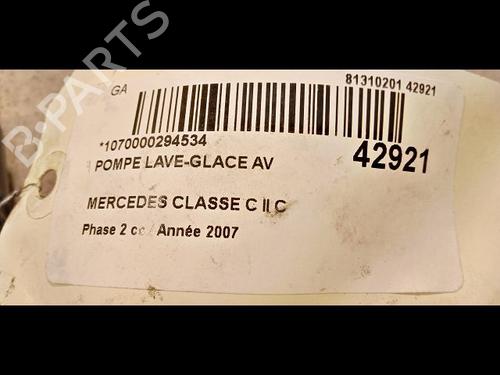 GA
81310201 42921
*1070000294534
42921
POMPE LAVE-GLACE AV
MERCEDES CLASSE C II C
Phase 2 cc / Année 2007
B-PARTS